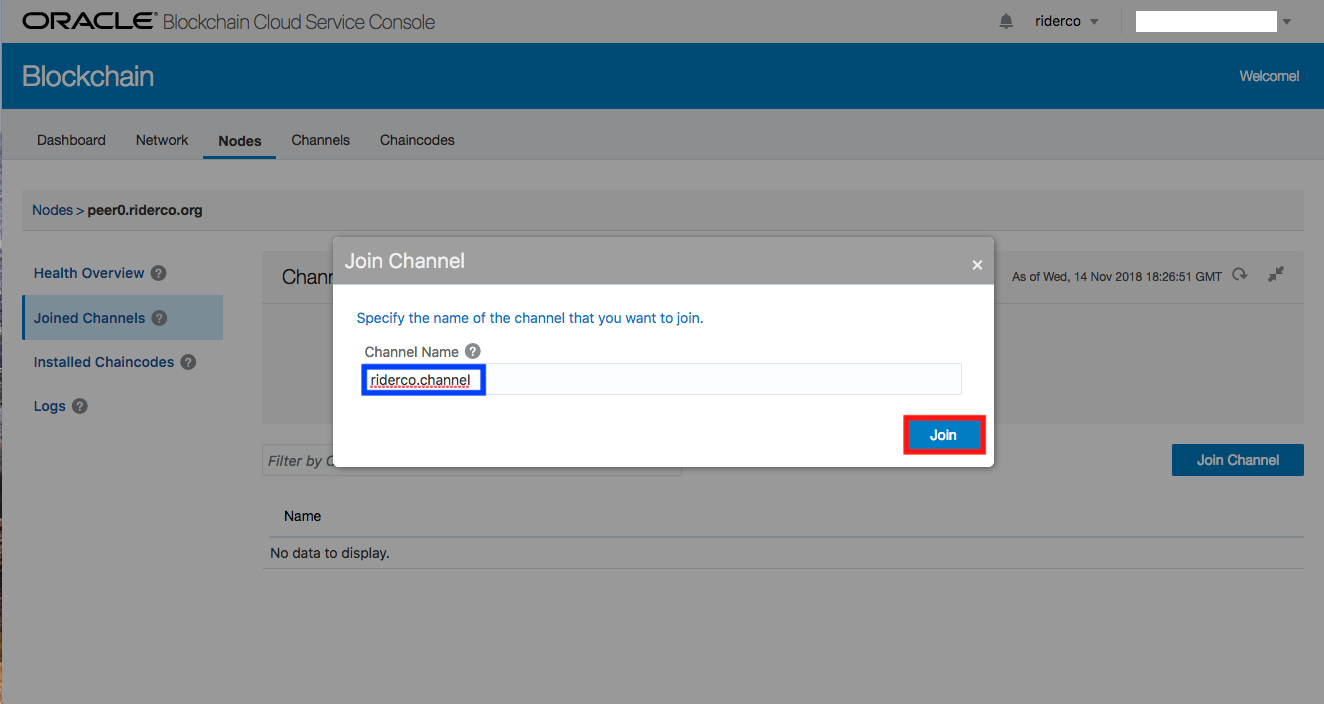 ORACLE Blockchain Cloud Service Console
riderco
Blockchain
Welcome!
Dashboard Network Nodes Channels Chaincodes
Nodes > peer0.riderco.org
Join Channel
×
Health Overview ?
Chann
As of Wed, 14 Nov 2018 18:26:51 GMT
Joined Channels ?
Specify the name of the channel that you want to join.
Channel Name ?
Installed Chaincodes ?
riderco.channel
Logs ?
Join
Filter by C
Join Channel
Name
No data to display.